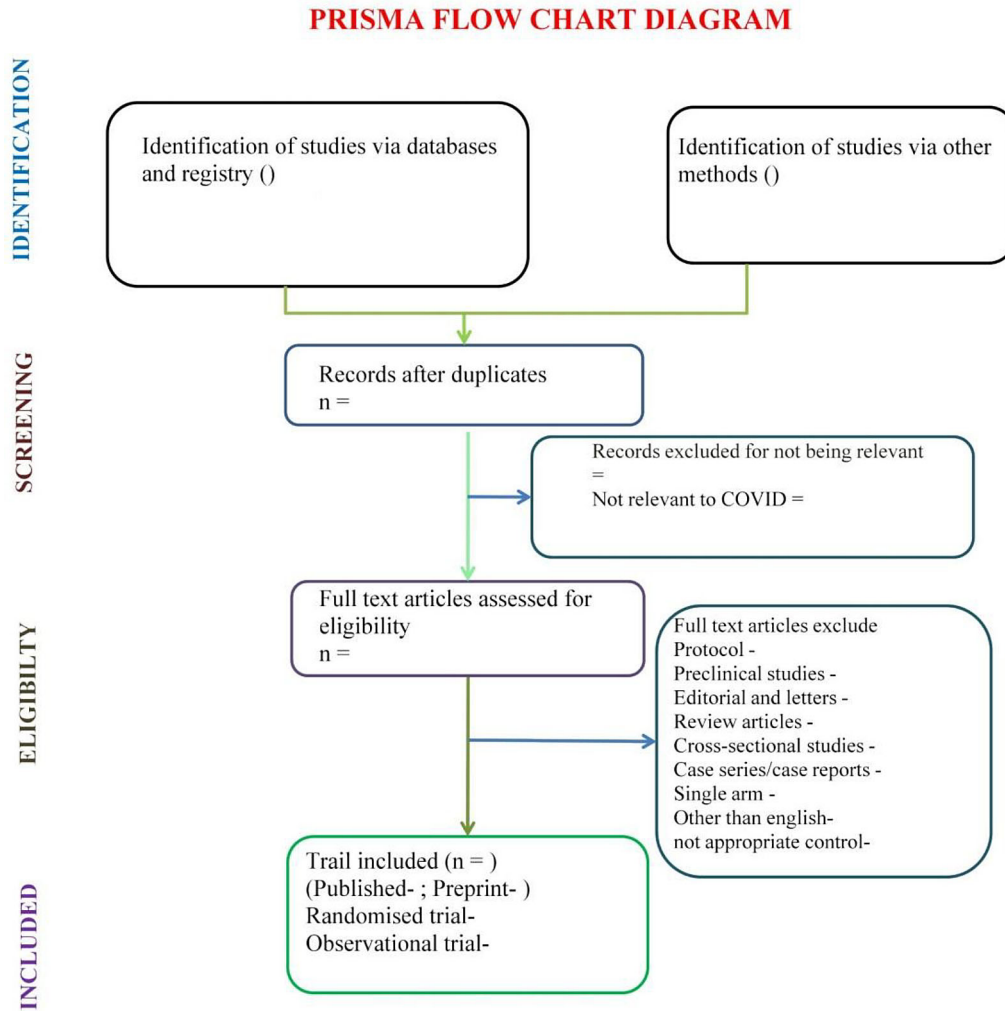 PRISMA FLOW CHART DIAGRAM
IDENTIFICATION
Identification of studies via databases
and registry ()
Identification of studies via other
methods ()
SCREENING
Records after duplicates
n =
Records excluded for not being relevant
=
Not relevant to COVID =
ELIGIBILTY
Full text articles assessed for
eligibility
n =
Full text articles exclude
Protocol -
Preclinical studies -
Editorial and letters -
Review articles -
Cross-sectional studies -
Case series/case reports -
Single arm -
Other than english-
not appropriate control-
INCLUDED
Trail included (n = )
(Published- ; Preprint- )
Randomised trial-
Observational trial-